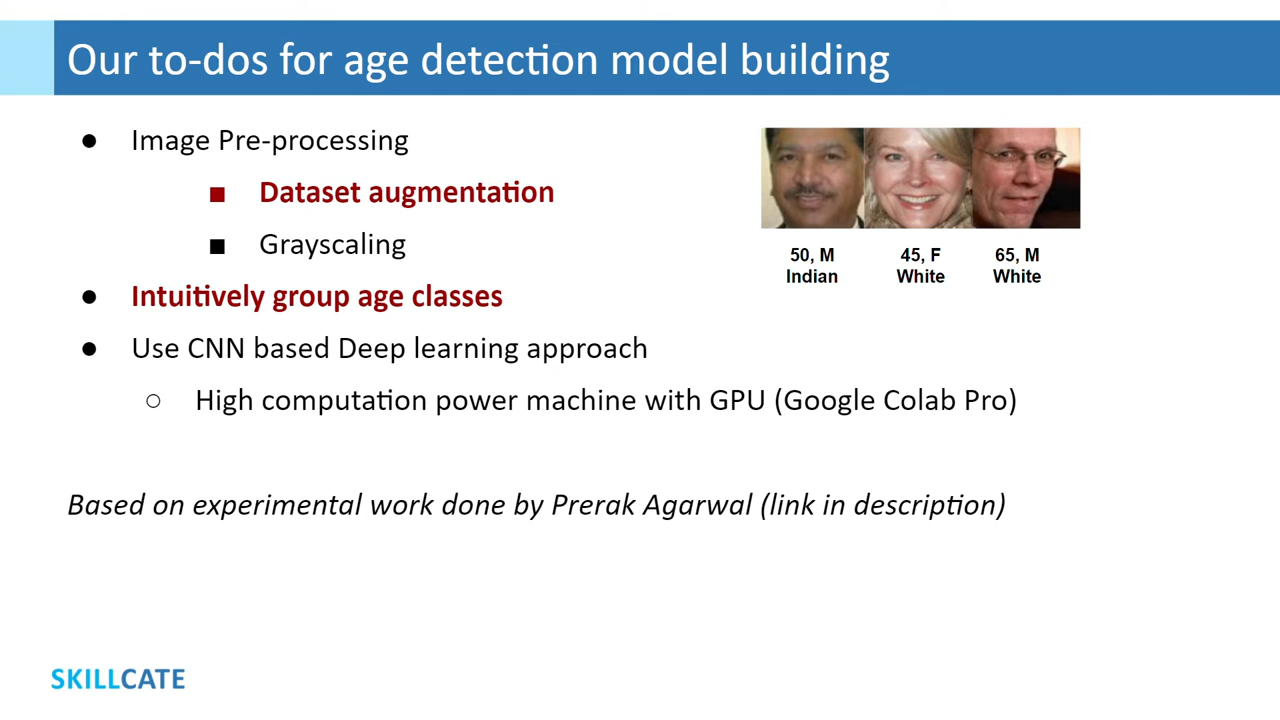 Our to-dos for age detection model building
● Image Pre-processing
■ Dataset augmentation
■ Grayscaling
● Intuitively group age classes
● Use CNN based Deep learning approach
○ High computation power machine with GPU (Google Colab Pro)
50, M 45, F 65, M
Indian White White
Based on experimental work done by Prerak Agarwal (link in description)
SKILLCATE